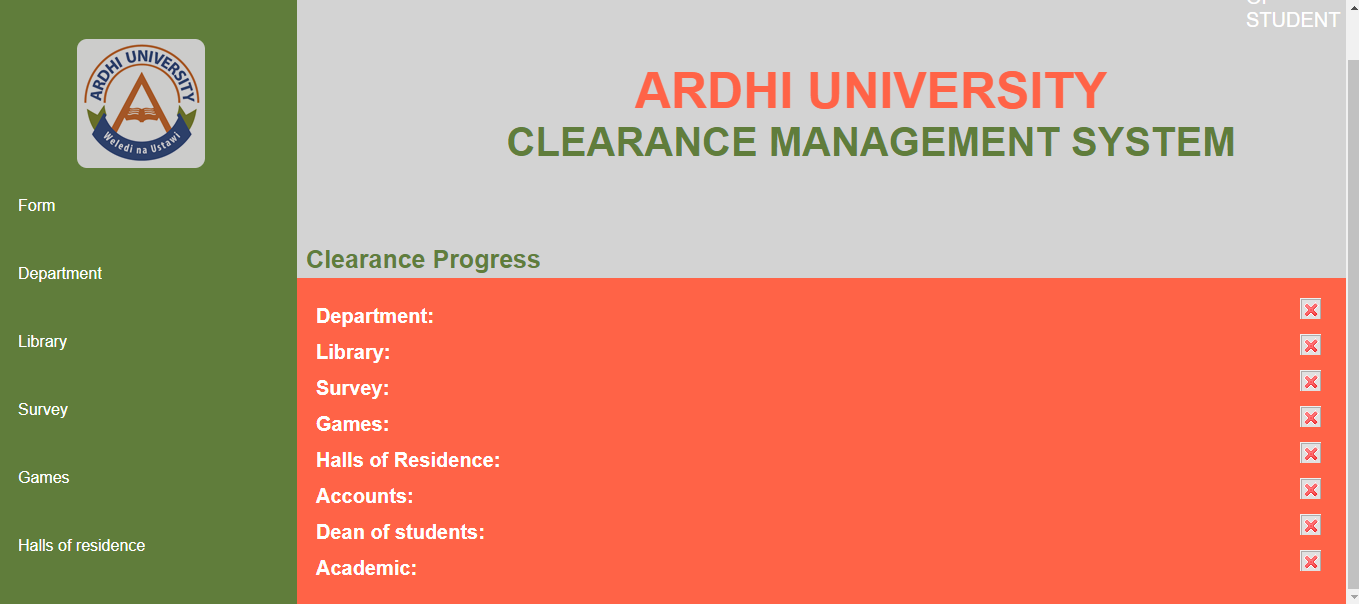 ARDHI UNIVERSITY
Weledi na Ustawi
Form
Department
Library
Survey
Games
Halls of residence
STUDENT
ARDHI UNIVERSITY
CLEARANCE MANAGEMENT SYSTEM
Clearance Progress
Department:
Library:
Survey:
Games:
Halls of Residence:
Accounts:
Dean of students:
Academic: